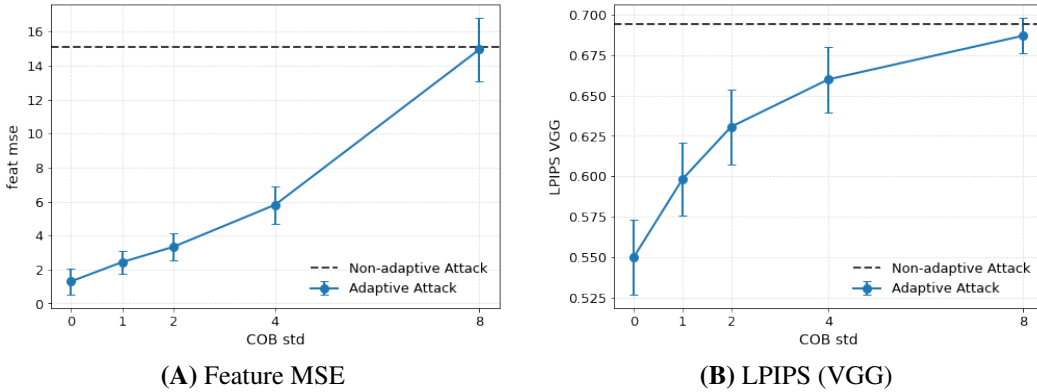 16
14
12
10
8
6
4
2
0
feat mse
Non-adaptive Attack
Adaptive Attack
0 1 2 4 8
COB std
(A) Feature MSE
0.700
0.675
0.650
0.625
0.600
0.575
0.550
0.525
LPIPS VGG
Non-adaptive Attack
Adaptive Attack
0 1 2 4 8
COB std
(B) LPIPS (VGG)